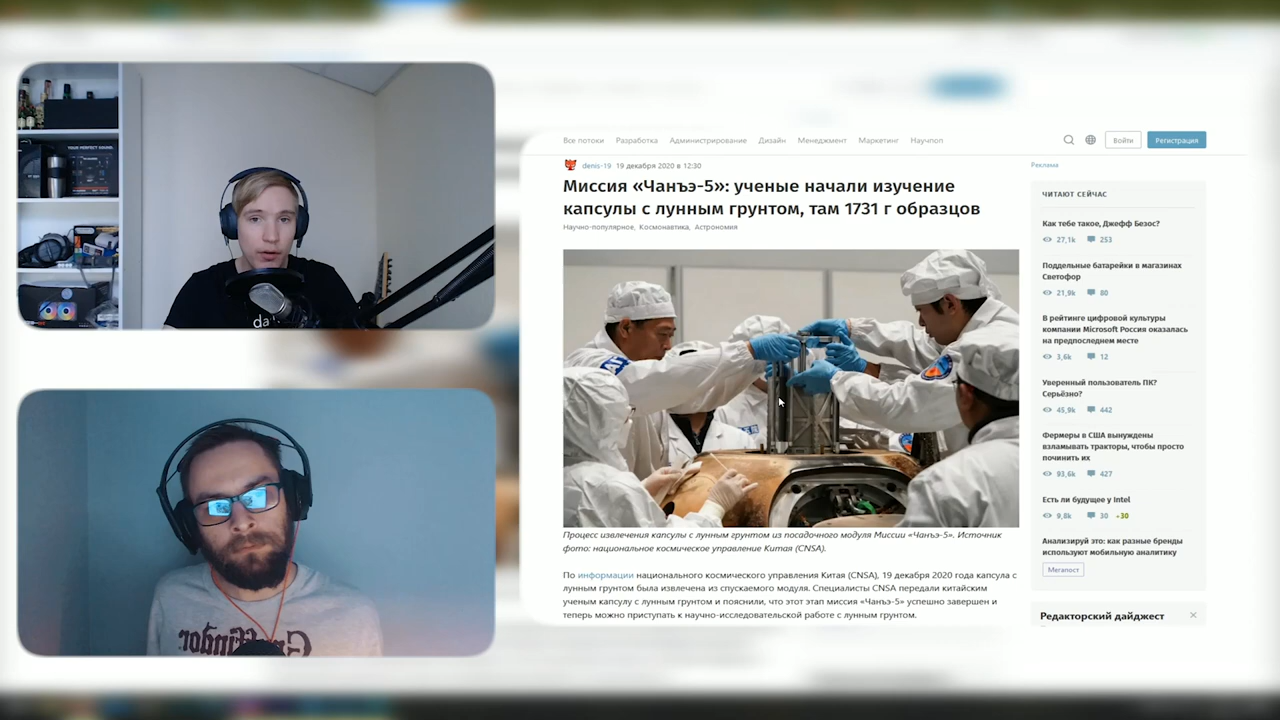 YOUR PERFECT SOUND
da
Graflingor
Все потоки Разработка Администрирование Дизайн Менеджмент Маркетинг Научпоп
Войти
Регистрация
denis-19 19 декабря 2020 в 12:30
Миссия «Чанъэ-5»: ученые начали изучение
капсулы с лунным грунтом, там 1731 г образцов
Научно-популярное, Космонавтика, Астрономия
Процесс извлечения капсулы с лунным грунтом из посадочного модуля Миссии «Чанъэ-5». Источник
фото: национальное космическое управление Китая (CNSA).
По информации национального космического управления Китая (CNSA), 19 декабря 2020 года капсула с
лунным грунтом была извлечена из спускаемого модуля. Специалисты CNSA передали китайским
ученым капсулу с лунным грунтом и пояснили, что этот этап миссия «Чанъэ-5» успешно завершен и
теперь можно приступать к научно-исследовательской работе с лунным грунтом.
Реклама
ЧИТАЮТ СЕЙЧАС
Как тебе такое, Джефф Безос?
27,1k 253
Поддельные батарейки в магазинах
Светофор
21,9k 80
В рейтинге цифровой культуры
компании Microsoft Россия оказалась
на предпоследнем месте
3,6k 12
Уверенный пользователь ПК?
Серьёзно?
45,9k 442
Фермеры в США вынуждены
взламывать тракторы, чтобы просто
починить их
93,6k 427
Есть ли будущее у Intel
9,8k 30 +30
Анализируй это: как разные бренды
используют мобильную аналитику
Мегапост
Редакторский дайджест